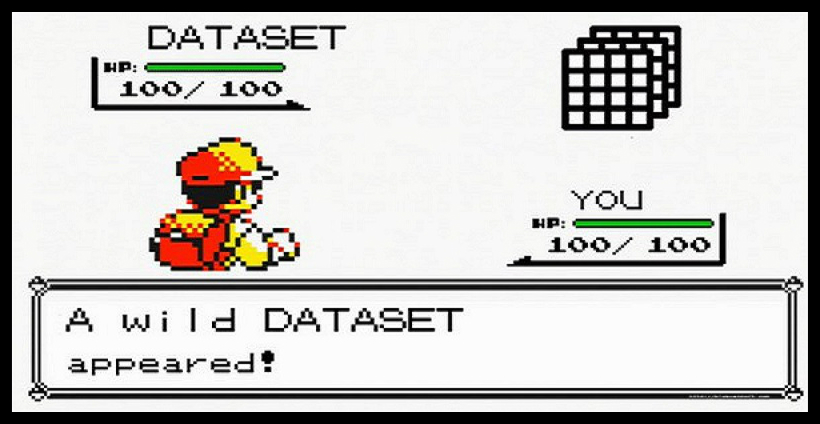 DATASET
HP:
100/ 100
YOU
HP:
100/ 100
A wild DATASET
appeared!